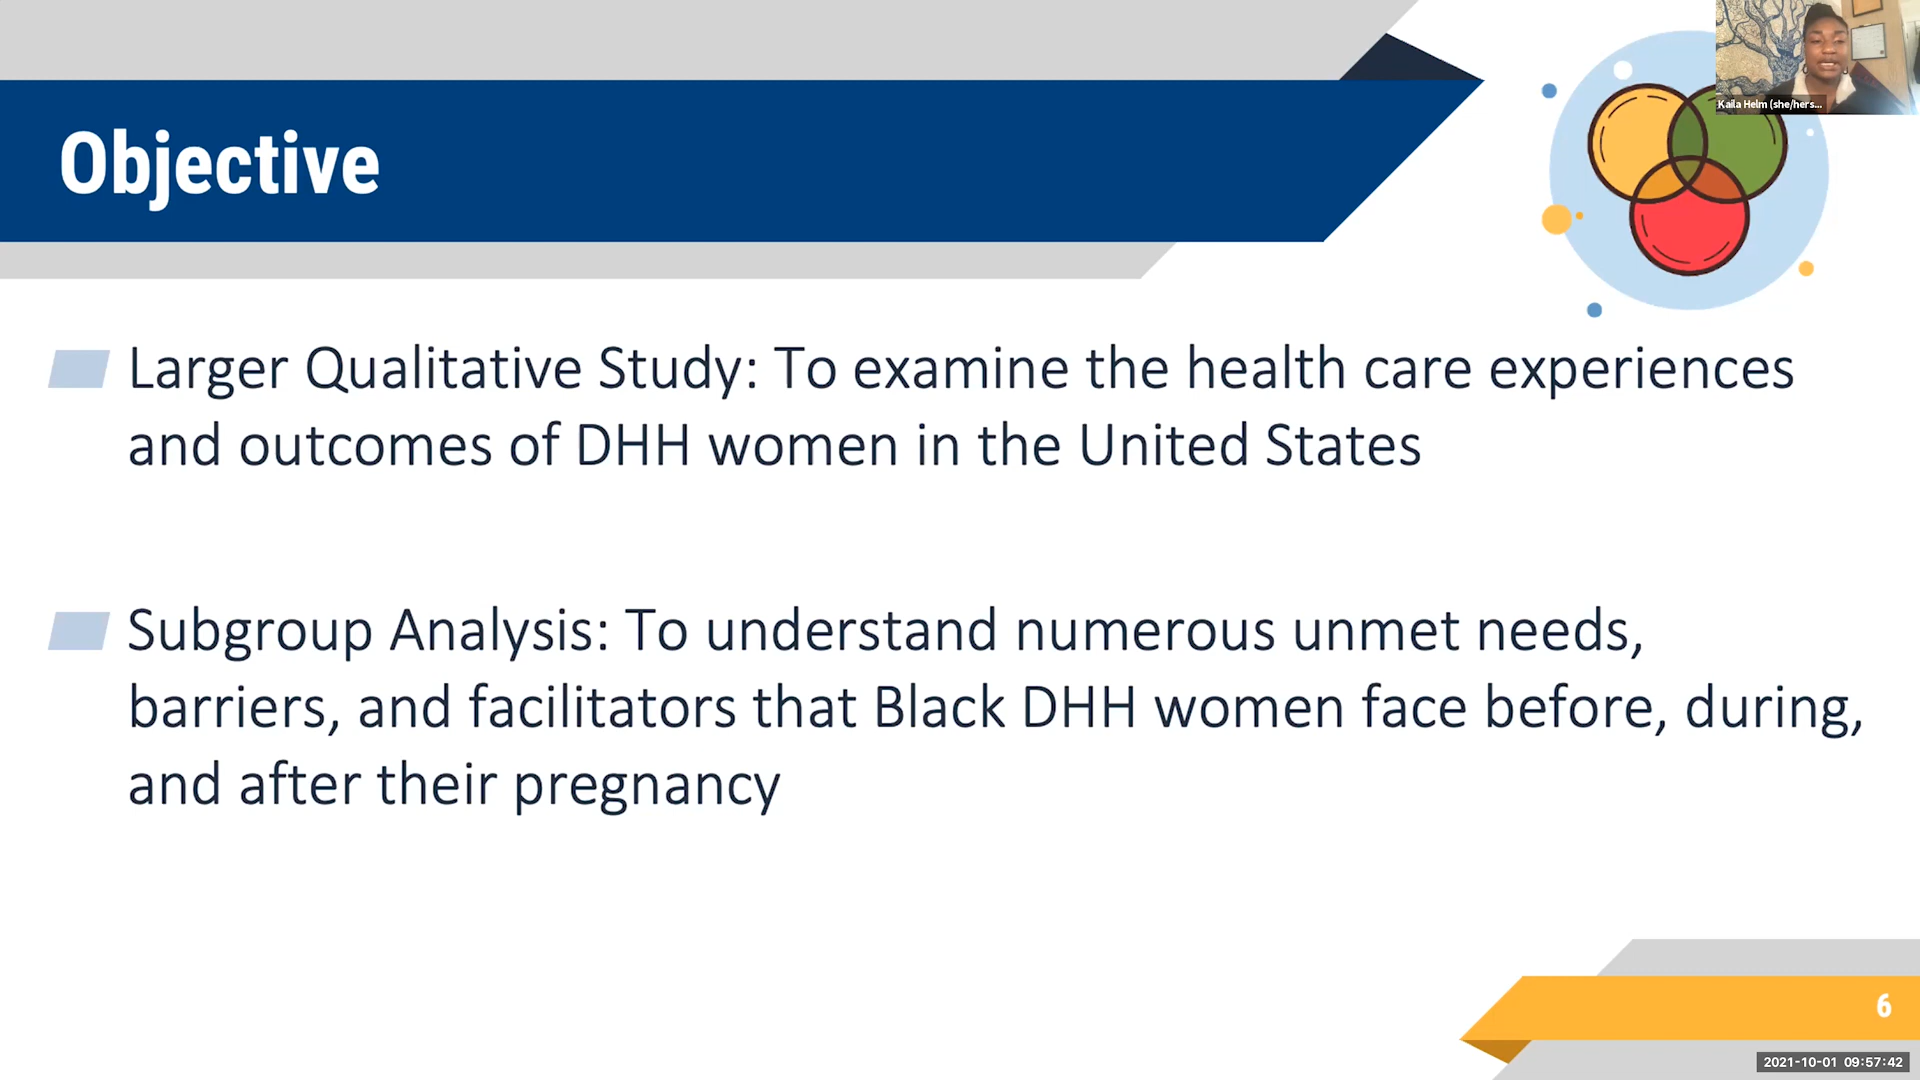 Kaila Helm (she/hers...
Objective
Larger Qualitative Study: To examine the health care experiences
and outcomes of DHH women in the United States
Subgroup Analysis: To understand numerous unmet needs,
barriers, and facilitators that Black DHH women face before, during,
and after their pregnancy
6
2021-10-01 09:57:42